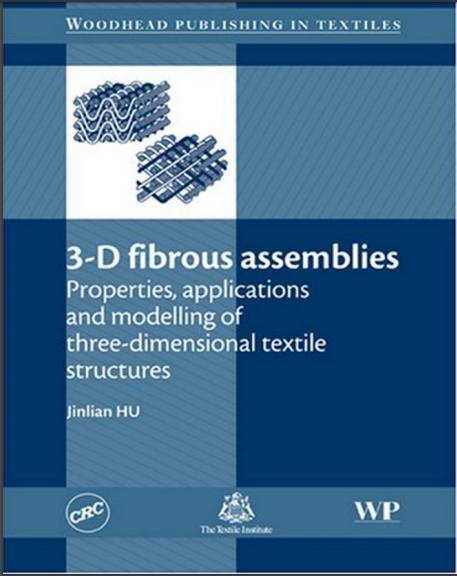 WOODHEAD PUBLISHING IN TEXTILES
3-D fibrous assemblies
Properties, applications
and modelling of
three-dimensional textile
structures
Jinlian HU
CRC
The Textile Institute
WP